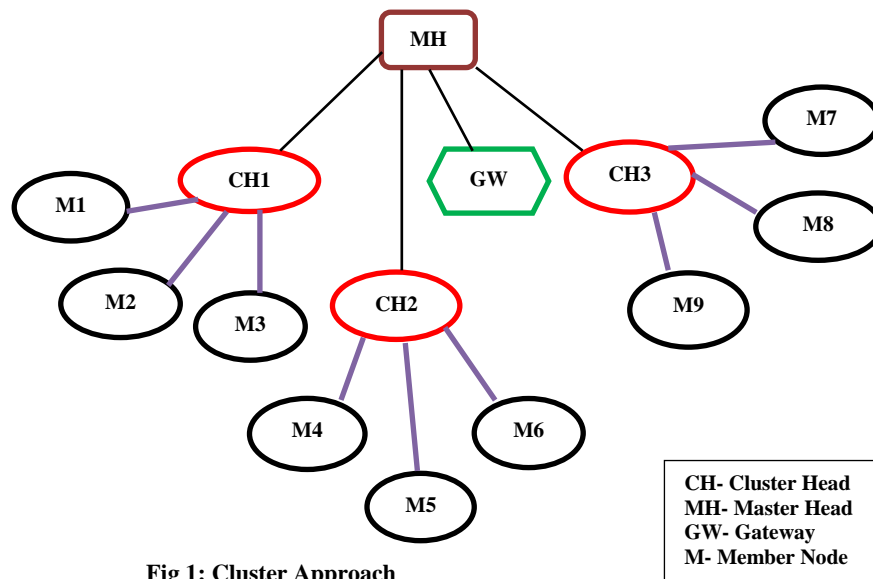 MH
M7
CH1
GW
CH3
M1
M8
M2
M3
CH2
M9
M4
M6
M5
CH- Cluster Head
MH- Master Head
GW- Gateway
M- Member Node
Fig 1: Cluster Approach